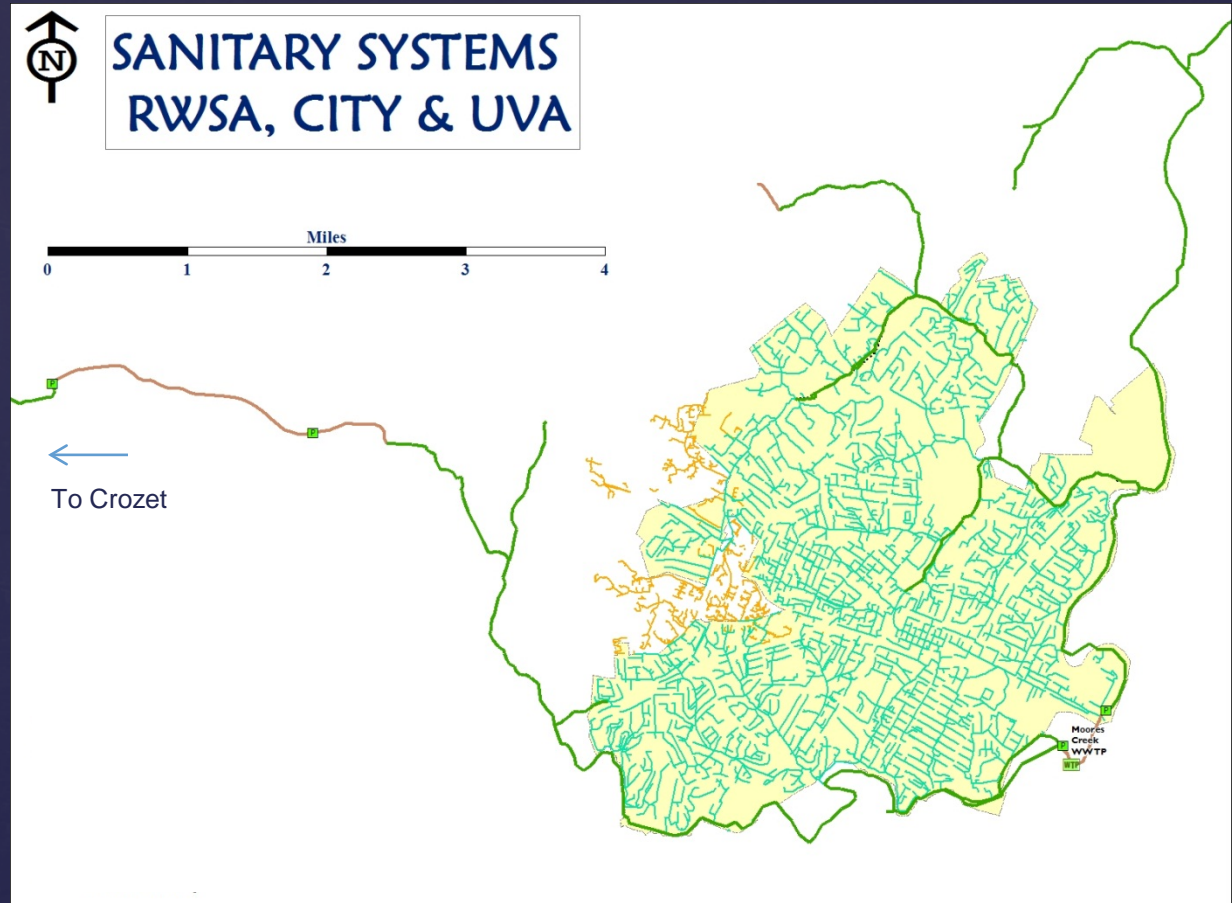 N
SANITARY SYSTEMS
RWSA, CITY & UVA
Miles
0 1 2 3 4
P
P
To Crozet
P
Moores
Creek
P WWTP
WTP